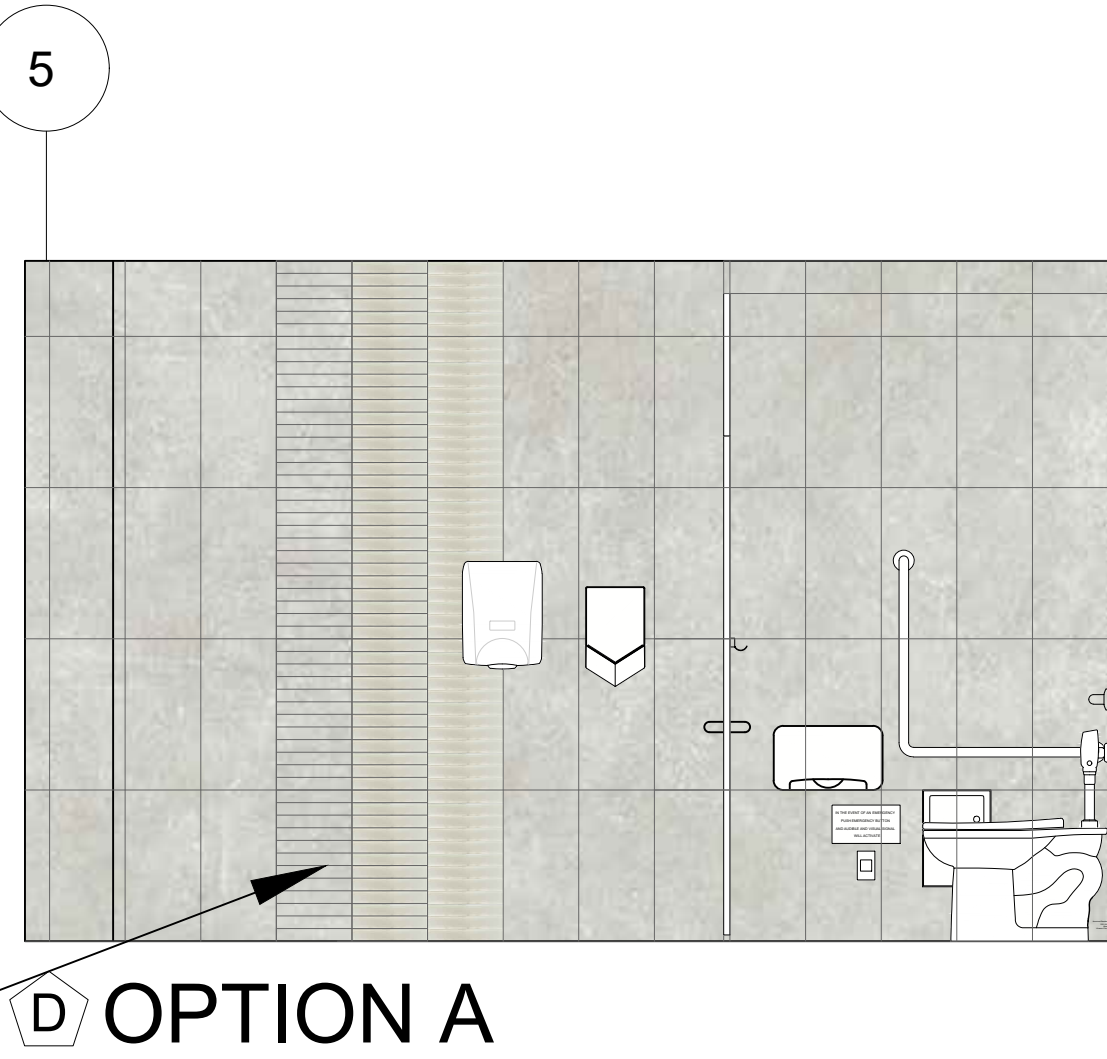 5
IN THE EVENT OF AN EMERGENCY
PUSH EMERGENCY BUTTON
AND AUDIBLE AND VISUAL SIGNAL
WILL ACTIVATE
D OPTION A